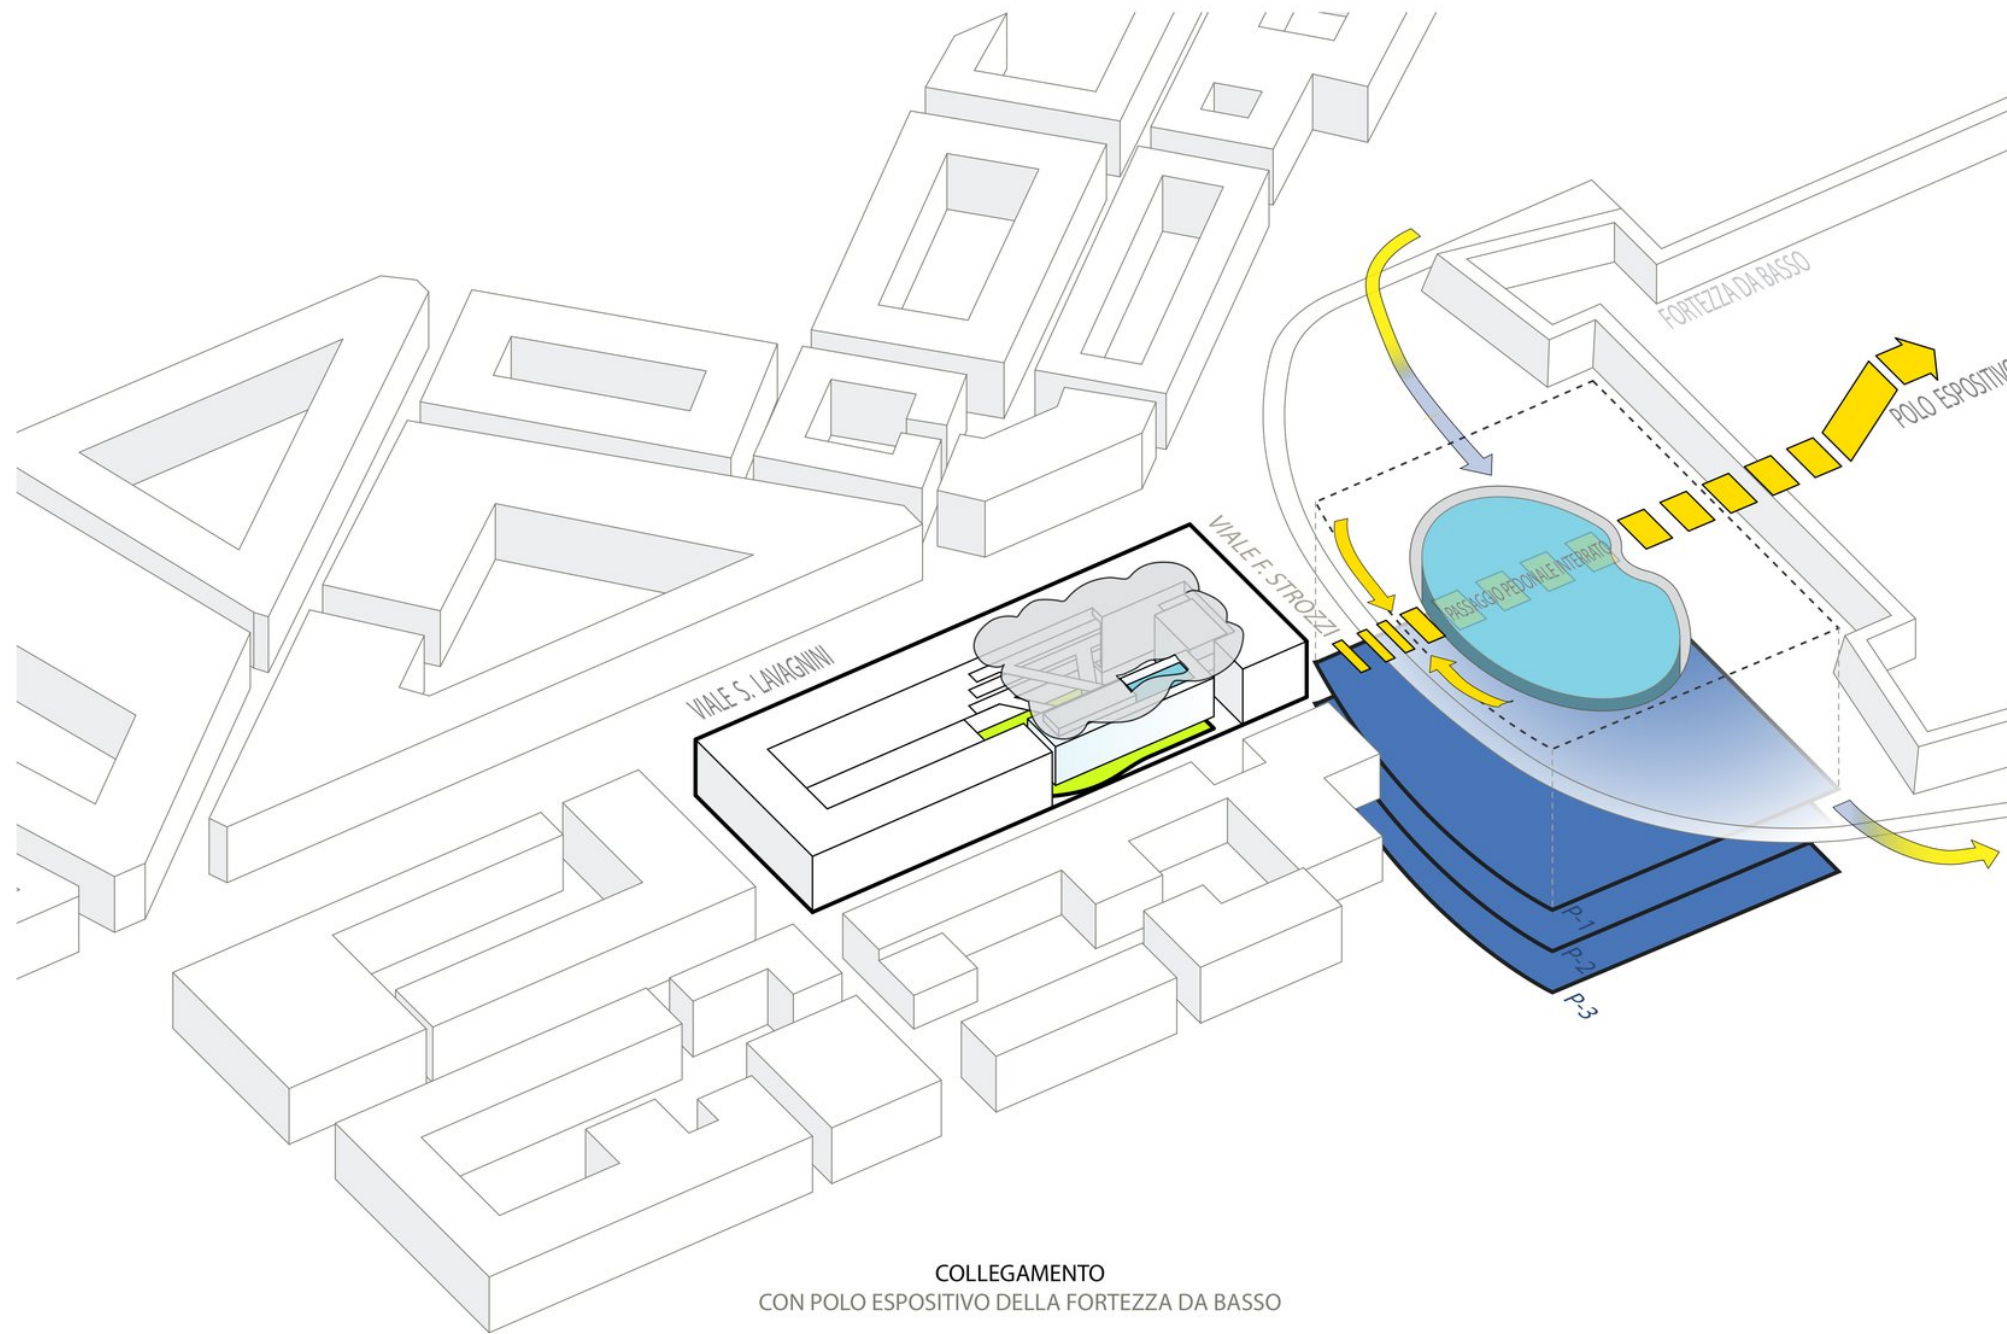 FORTEZZA DA BASSO
POLO ESPOSITIVO
VIALE F. STROZZI
PASSAGGIO PEDONALE INTERRATO
VIALE S. LAVAGNINI
P-1
P-2
P-3
COLLEGAMENTO
CON POLO ESPOSITIVO DELLA FORTEZZA DA BASSO